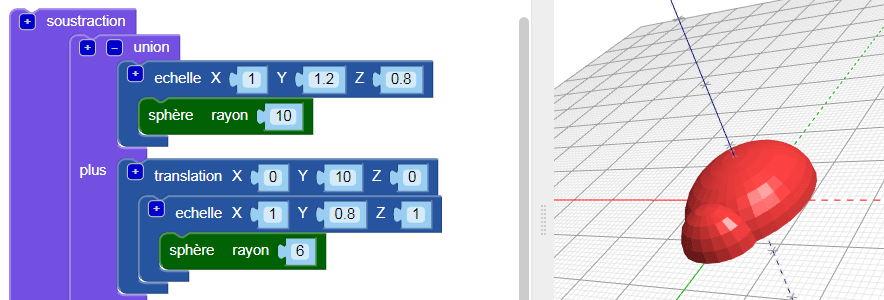 soustraction
union
echelle X 1 Y 1.2 Z 0.8
sphère rayon 10
plus translation X 0 Y 10 Z 0
echelle X 1 Y 0.8 Z 1
sphère rayon 6